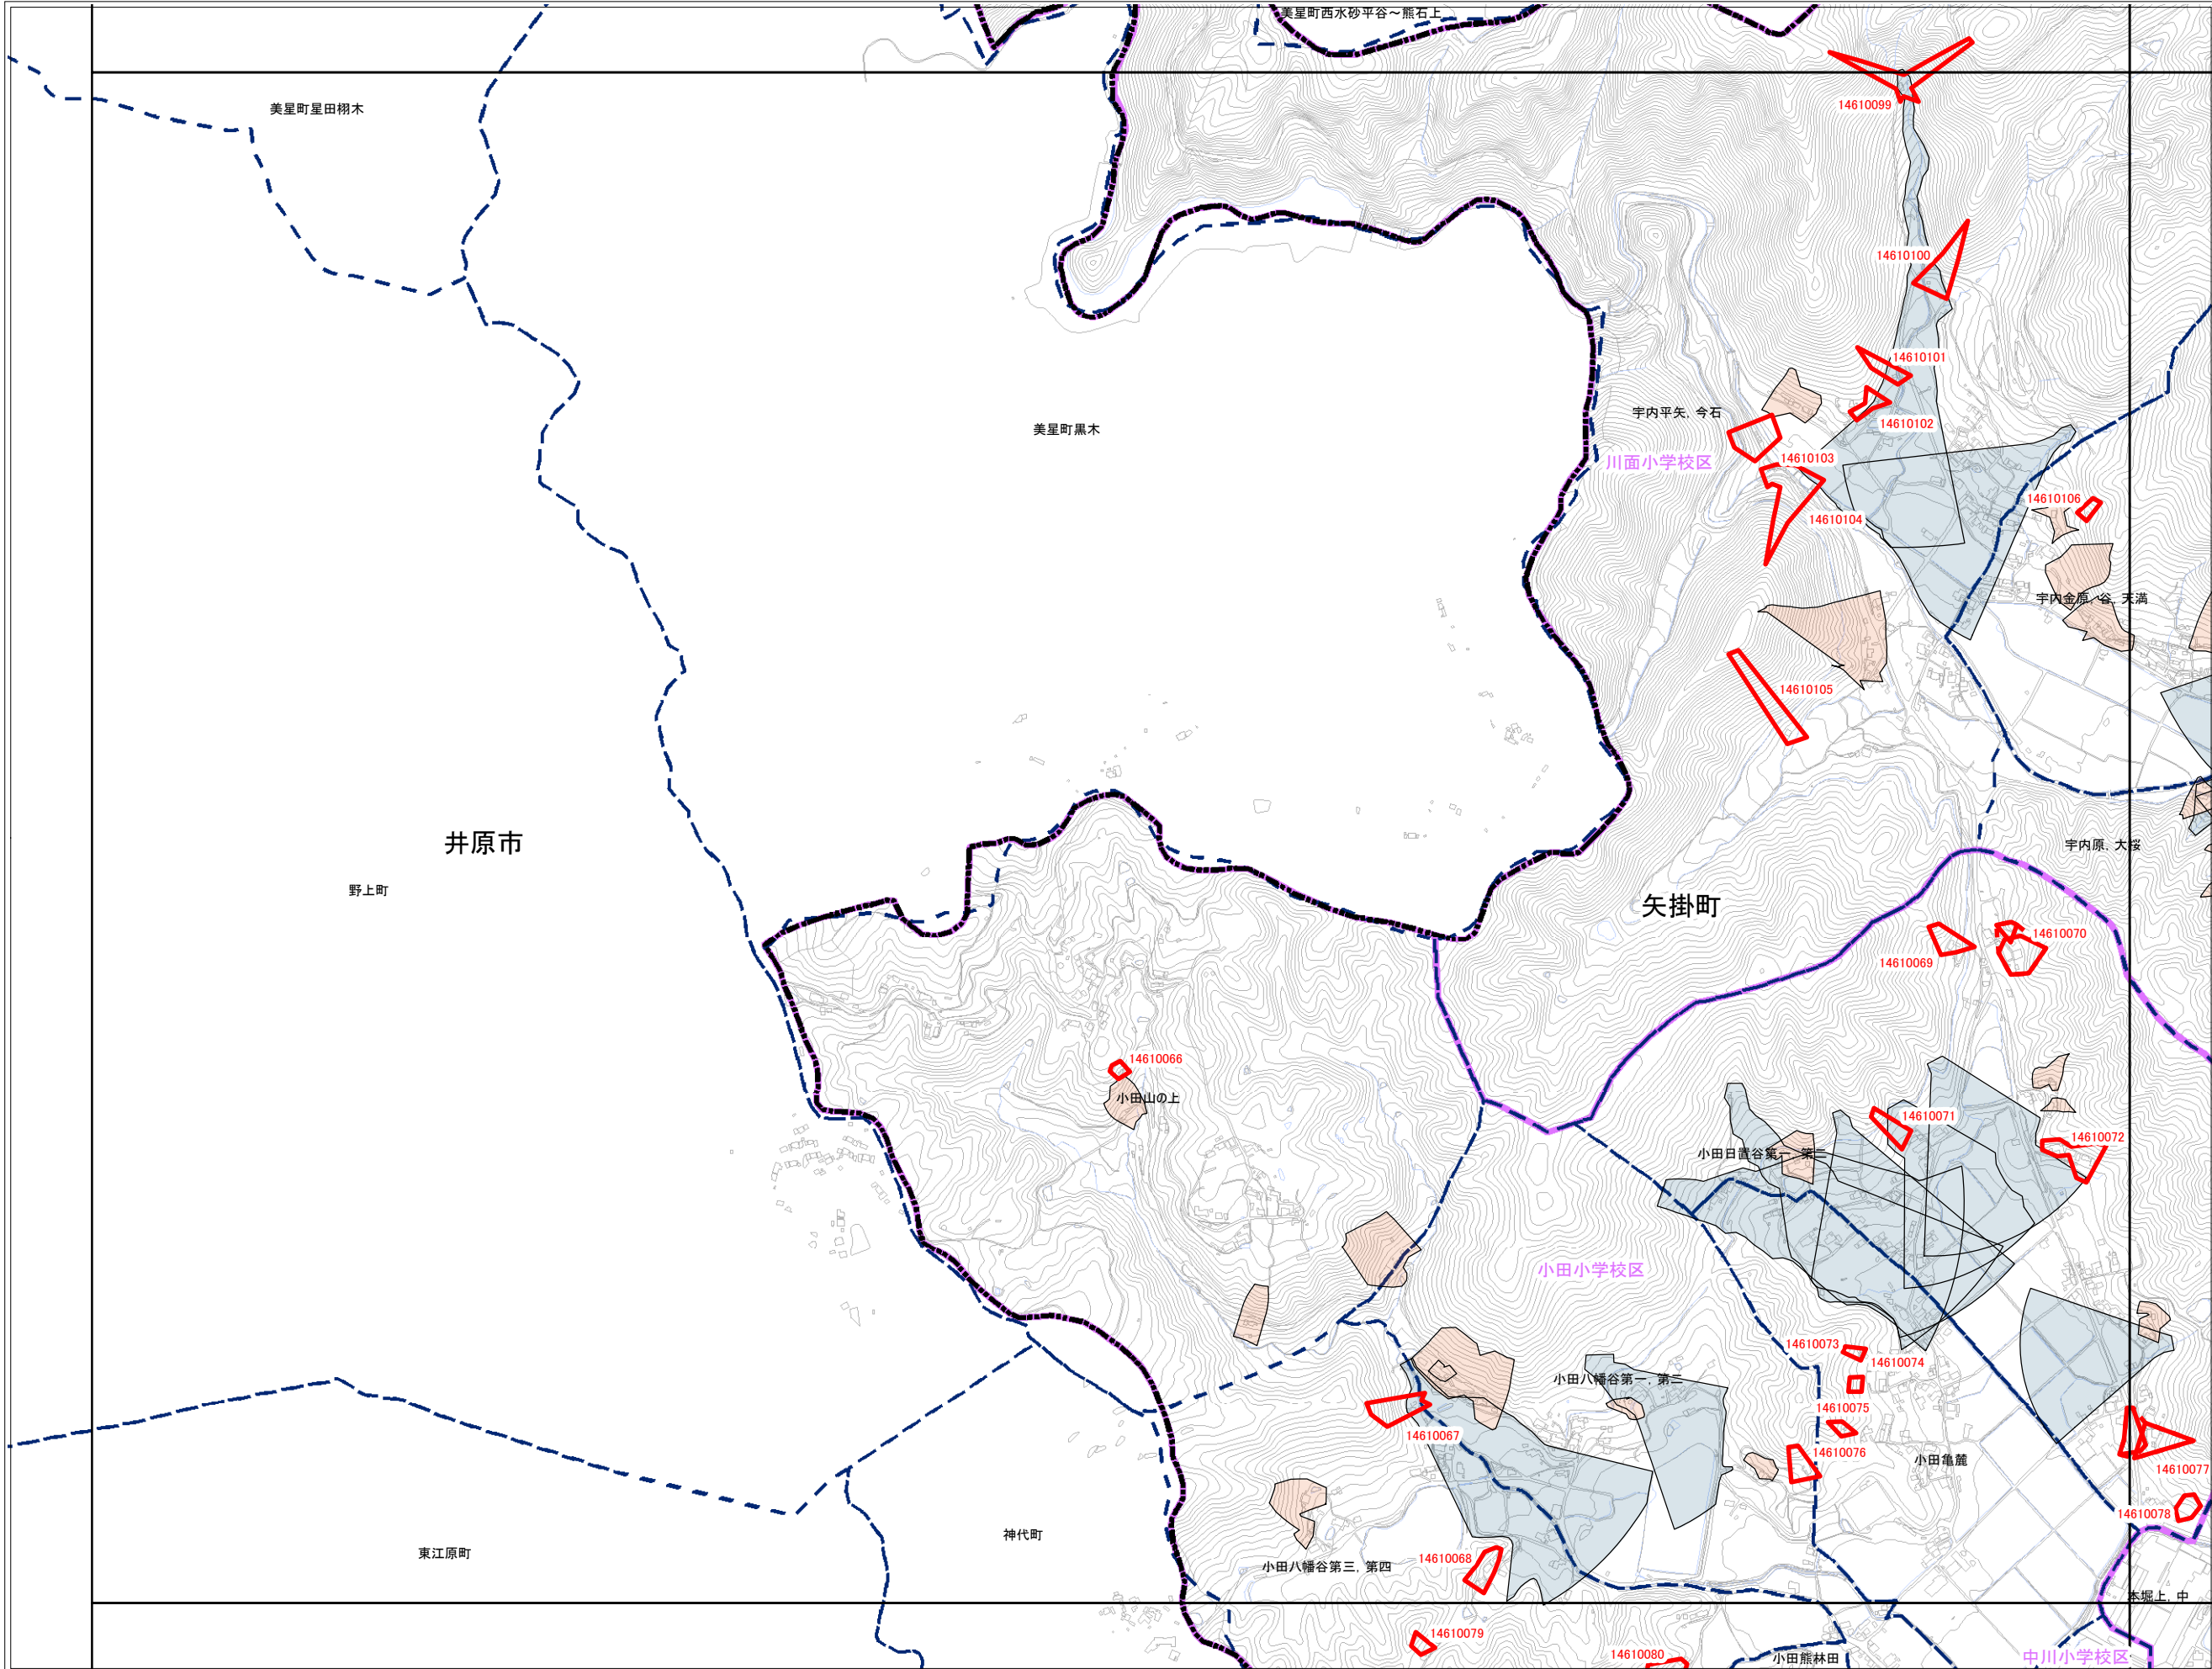 美星町西水砂平谷～熊石上
美星町星田栩木
14610099
14610100
14610101
美星町黒木
宇内平矢, 今石
14610102
川面小学校区
14610103
14610106
14610104
宇内金原, 谷, 天満
14610105
井原市
宇内原, 大桜
野上町
矢掛町
14610070
14610069
14610066
小田山の上
14610071
14610072
小田日置谷第一, 第二
小田小学校区
14610073
14610074
小田八幡谷第一, 第二
14610075
14610067
14610076
小田亀麓
14610077
14610078
神代町
東江原町
14610068
小田八幡谷第三, 第四
本堀上, 中
14610079
14610080
小田熊林田
中川小学校区